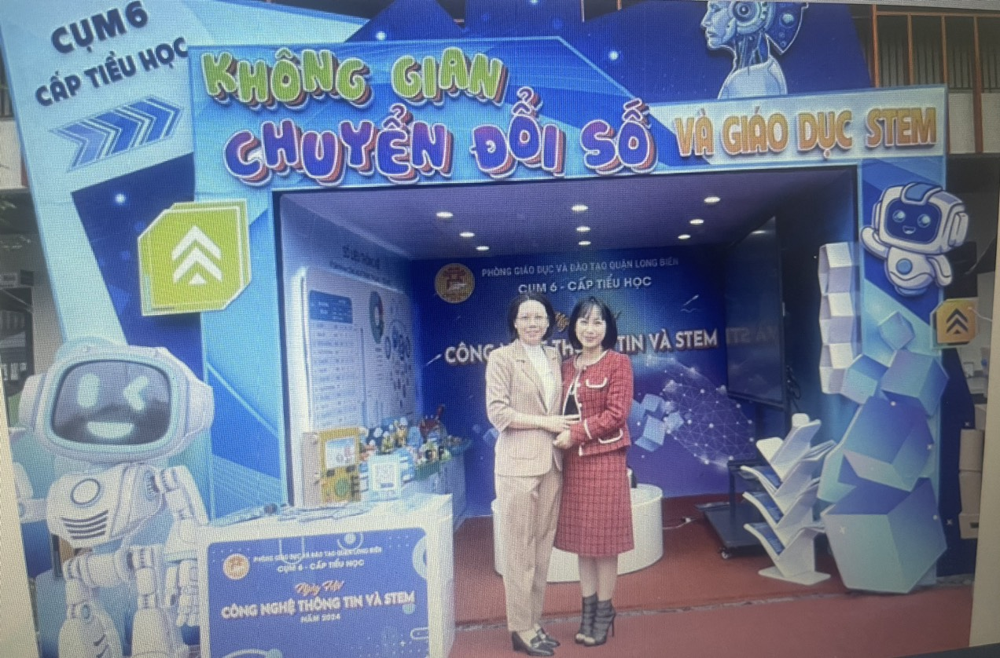 CỤM 6
CẤP TIỂU HỌC
KHÔNG GIAN
CHUYỂN ĐỔI SỐ
VÀ GIÁO DỤC STEM
PHÒNG GIÁO DỤC VÀ ĐÀO TẠO QUẬN LONG BIÊN
CỤM 6 - CẤP TIỂU HỌC
CÔNG TIN VÀ STEM
PHÒNG GIÁO DỤC VÀ ĐÀO TẠO QUẬN LONG BIÊN
CỤM 6 - CẤP TIỂU HỌC
Ngày Hội
CÔNG NGHỆ THÔNG TIN VÀ STEM
NĂM 2024